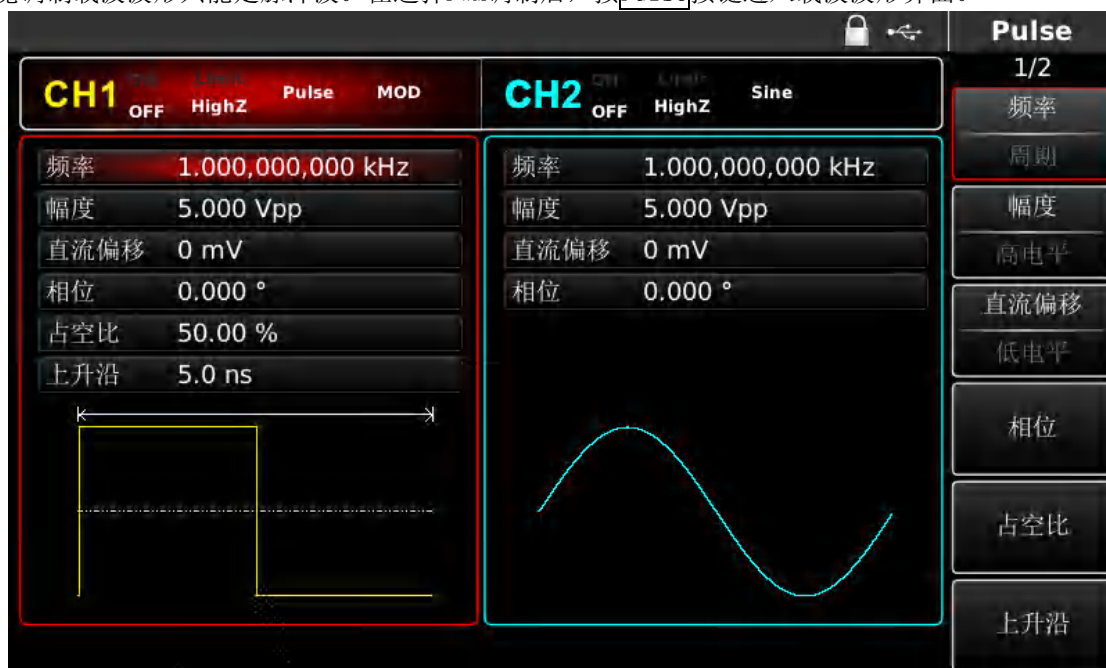 Pulse
1/2
CH1 OFF HighZ Pulse MOD
CH2 OFF HighZ Sine
频率 1.000,000,000 kHz
幅度 5.000 Vpp
直流偏移 0 mV
相位 0.000 °
占空比 50.00 %
上升沿 5.0 ns
频率 1.000,000,000 kHz
幅度 5.000 Vpp
直流偏移 0 mV
相位 0.000 °
频率
周期
幅度
高电平
直流偏移
低电平
相位
占空比
上升沿